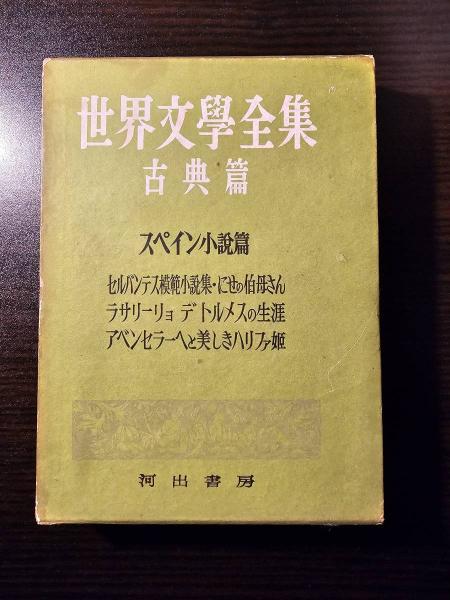 世界文學全集
古典篇
スペイン小說篇
セルバンテス模範小說集・にせの伯母さん
ラサリーリョ デ トルメスの生涯
アベンセラーヘと美しきハリファ姫
河出書房